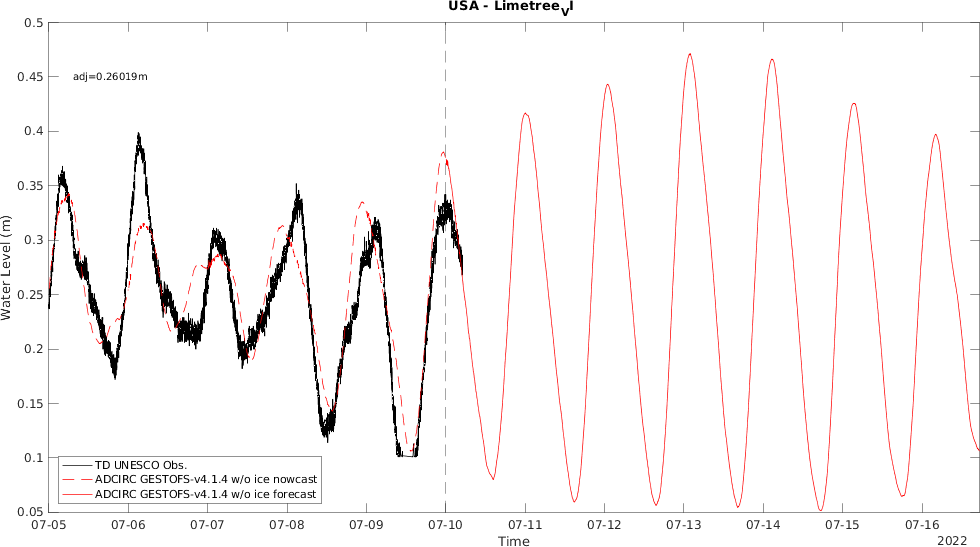 USA - LimetreeVI
0.5
0.45
adj=0.26019m
0.4
0.35
0.3
0.25
0.2
0.15
0.1
0.05
Water Level (m)
TD UNESCO Obs.
ADCIRC GESTOFS-v4.1.4 w/o ice nowcast
ADCIRC GESTOFS-v4.1.4 w/o ice forecast
07-05 07-06 07-07 07-08 07-09 07-10 07-11 07-12 07-13 07-14 07-15 07-16
Time
2022